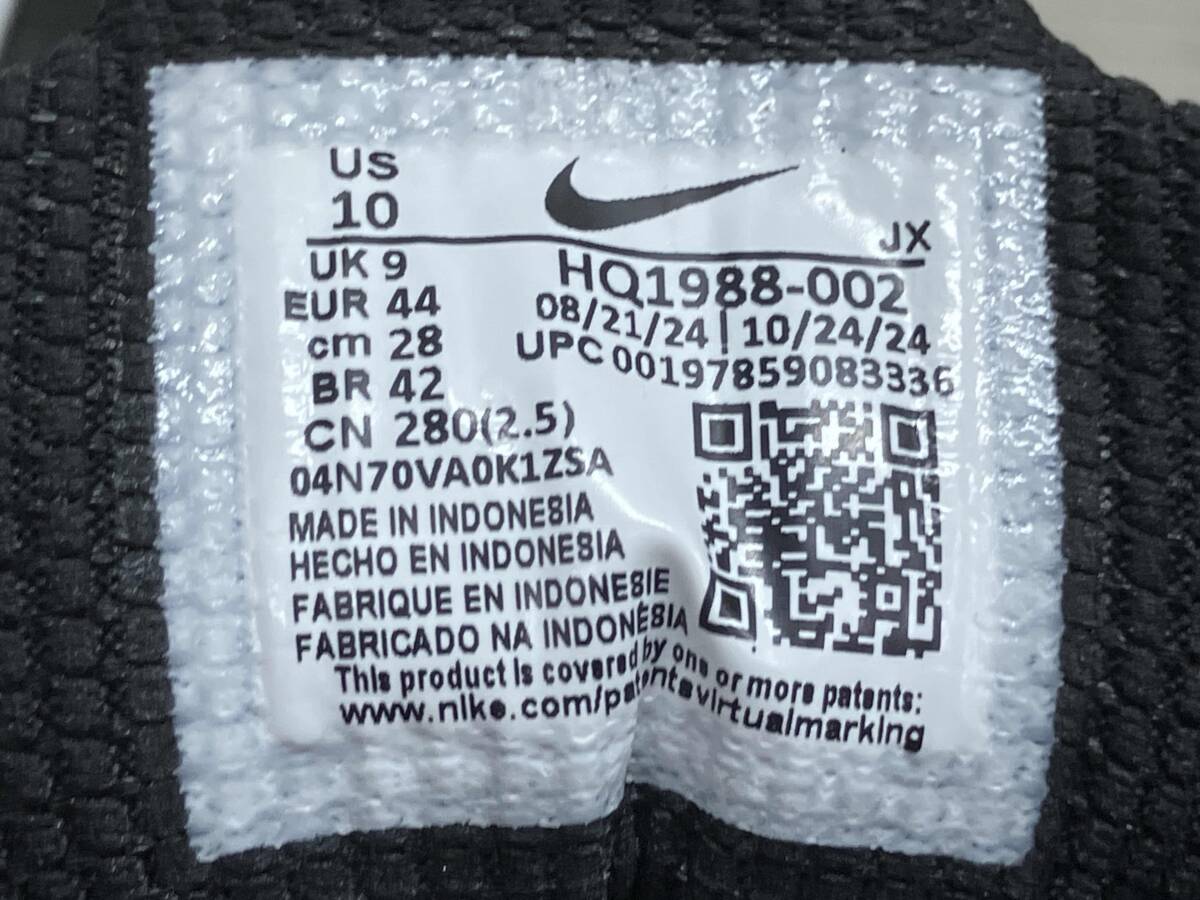 US
10
JX
UK 9
EUR 44
cm 28
BR 42
CN 280(2.5)
HQ1988-002
08/21/24 | 10/24/24
UPC 00197859083336
04N70VA0K1ZSA
MADE IN INDONESIA
HECHO EN INDONESIA
FABRIQUE EN INDONESIE
FABRICADO NA INDONÉSIA
This product is covered by one or more patents:
www.nike.com/patentsvirtualmarking